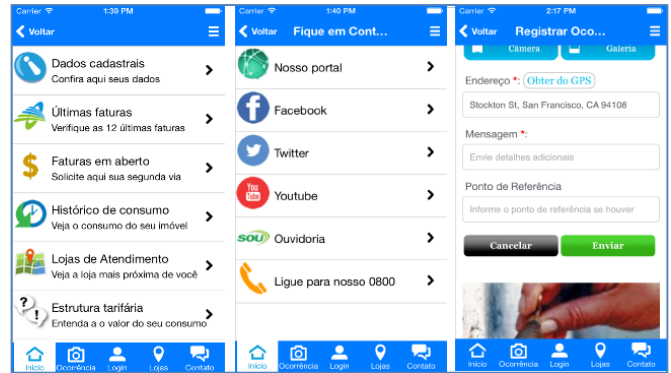 Carrier 1:39 PM
Voltar
Dados cadastrais
Confira aqui seus dados
Últimas faturas
Verifique as 12 últimas faturas
Faturas em aberto
Solicite aqui sua segunda via
Histórico de consumo
Veja o consumo do seu imóvel
Lojas de Atendimento
Veja a loja mais próxima de você
Estrutura tarifária
Entenda a o valor do seu consumo
Início Ocorrência Login Lojas Contato
Carrier 1:40 PM
Voltar Fique em Cont...
Nosso portal
Facebook
Twitter
You
Tube
Youtube
SOU Ouvidoria
Ligue para nosso 0800
Início Ocorrência Login Lojas Contato
Carrier 2:17 PM
Voltar Registrar Oco...
Câmera Galeria
Endereço *: Obter do GPS
Stockton St, San Francisco, CA 94108
Mensagem *:
Envie detalhes adicionais
Ponto de Referência
Informe o ponto de referência se houver
Cancelar Enviar
Início Ocorrência Login Lojas Contato